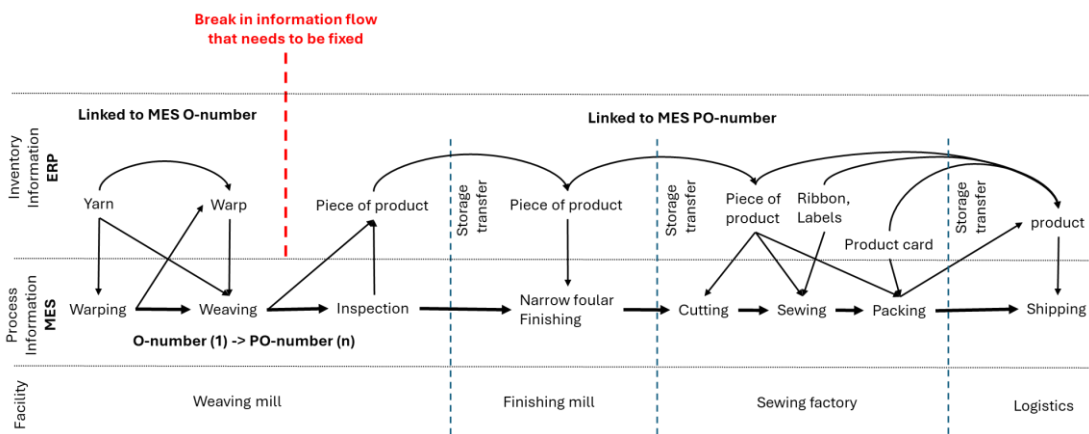 Break in information flow
that needs to be fixed
Linked to MES O-number
Linked to MES PO-number
Inventory
Information
ERP
Yarn
Warp
Piece of product
Storage
transfer
Piece of product
Storage
transfer
Piece of
product
Ribbon,
Labels
Product card
Storage
transfer
product
Process
Information
MES
Warping
Weaving
Inspection
Narrow foular
Finishing
Cutting
Sewing
Packing
Shipping
O-number (1) -> PO-number (n)
Facility
Weaving mill
Finishing mill
Sewing factory
Logistics